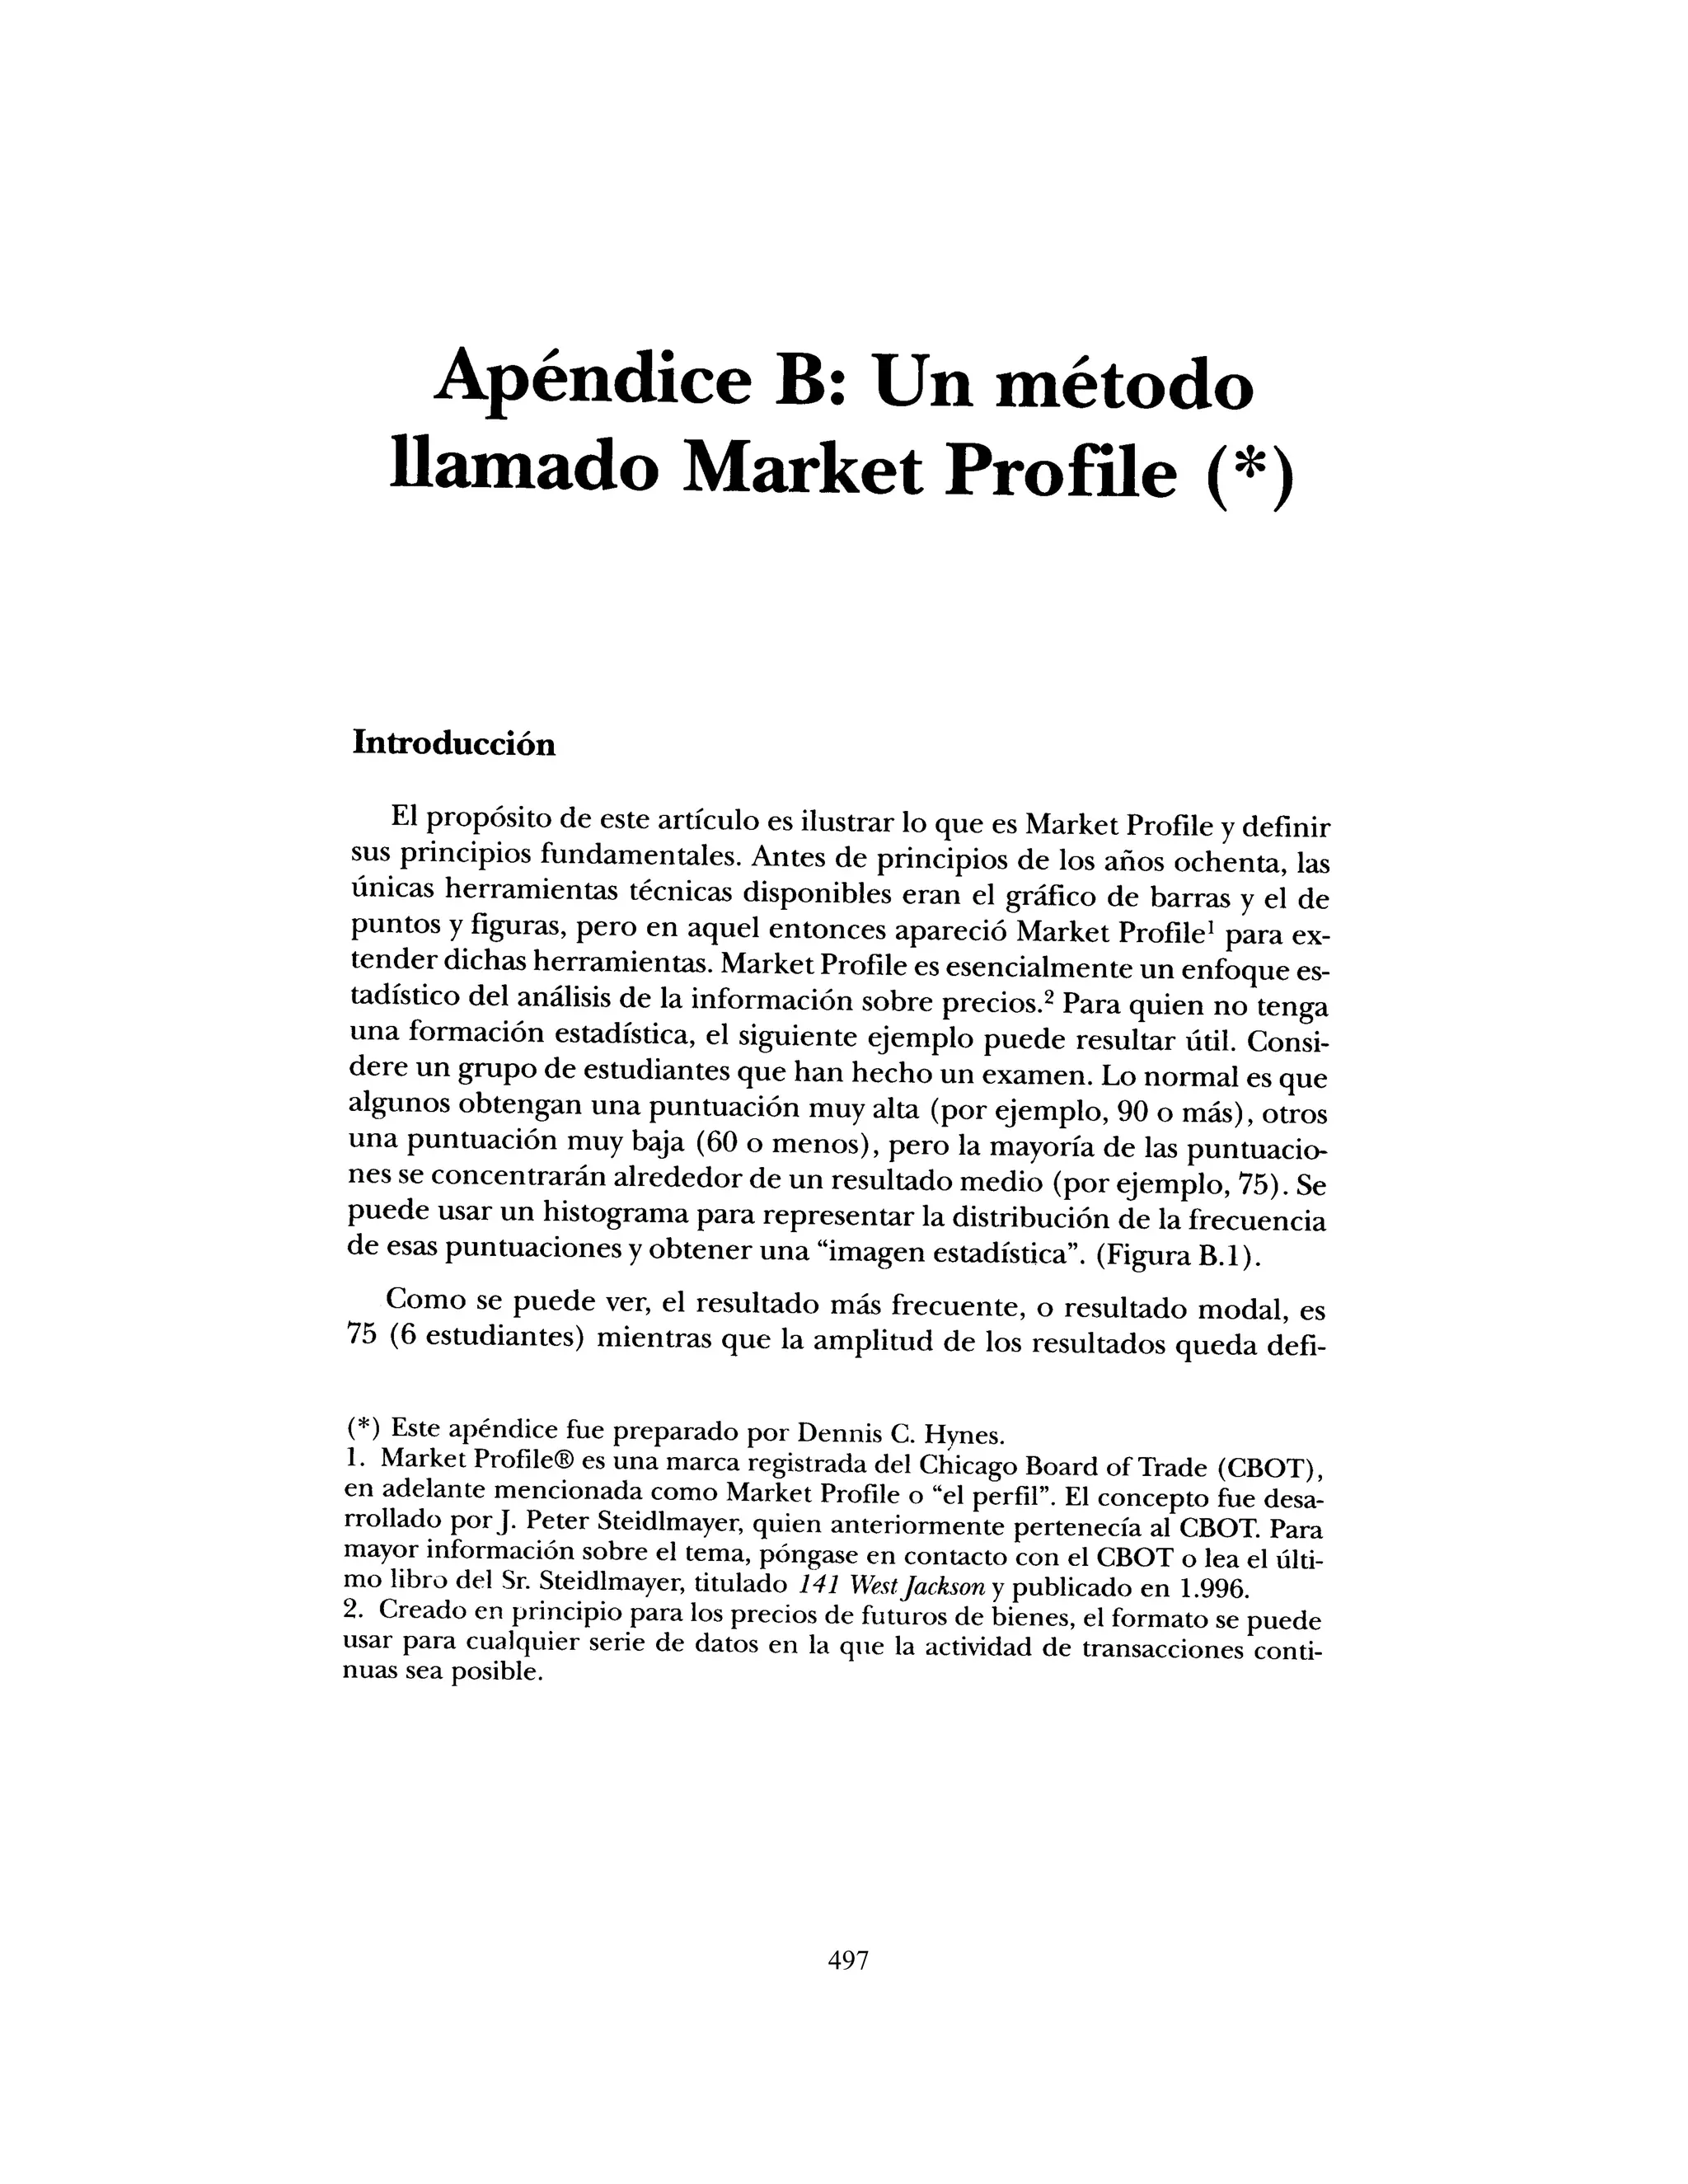 Apéndice B: Un método
llamado Market Profile (*)
Introducción
El propósito de este artículo es ilustrar lo que es Market Profile y definir
sus principios fundamentales. Antes de principios de los años ochenta, las
únicas herramientas técnicas disponibles eran el gráfico de barras y el de
puntos y figuras, pero en aquel entonces apareció Market Profile¹ para ex-
tender dichas herramientas. Market Profile es esencialmente un enfoque es-
tadístico del análisis de la información sobre precios.² Para quien no tenga
una formación estadística, el siguiente ejemplo puede resultar útil. Consi-
dere un grupo de estudiantes que han hecho un examen. Lo normal es que
algunos obtengan una puntuación muy alta (por ejemplo, 90 o más), otros
una puntuación muy baja (60 o menos), pero la mayoría de las puntuacio-
nes se concentrarán alrededor de un resultado medio (por ejemplo, 75). Se
puede usar un histograma para representar la distribución de la frecuencia
de esas puntuaciones y obtener una “imagen estadística”. (Figura B.1).
Como se puede ver, el resultado más frecuente, o resultado modal, es
75 (6 estudiantes) mientras que la amplitud de los resultados queda defi-
(*) Este apéndice fue preparado por Dennis C. Hynes.
1. Market Profile® es una marca registrada del Chicago Board of Trade (CBOT),
en adelante mencionada como Market Profile o “el perfil”. El concepto fue desa-
rrollado por J. Peter Steidlmayer, quien anteriormente pertenecía al CBOT. Para
mayor información sobre el tema, póngase en contacto con el CBOT o lea el últi-
mo libro del Sr. Steidlmayer, titulado 141 West Jackson y publicado en 1.996.
2. Creado en principio para los precios de futuros de bienes, el formato se puede
usar para cualquier serie de datos en la que la actividad de transacciones conti-
nuas sea posible.
497